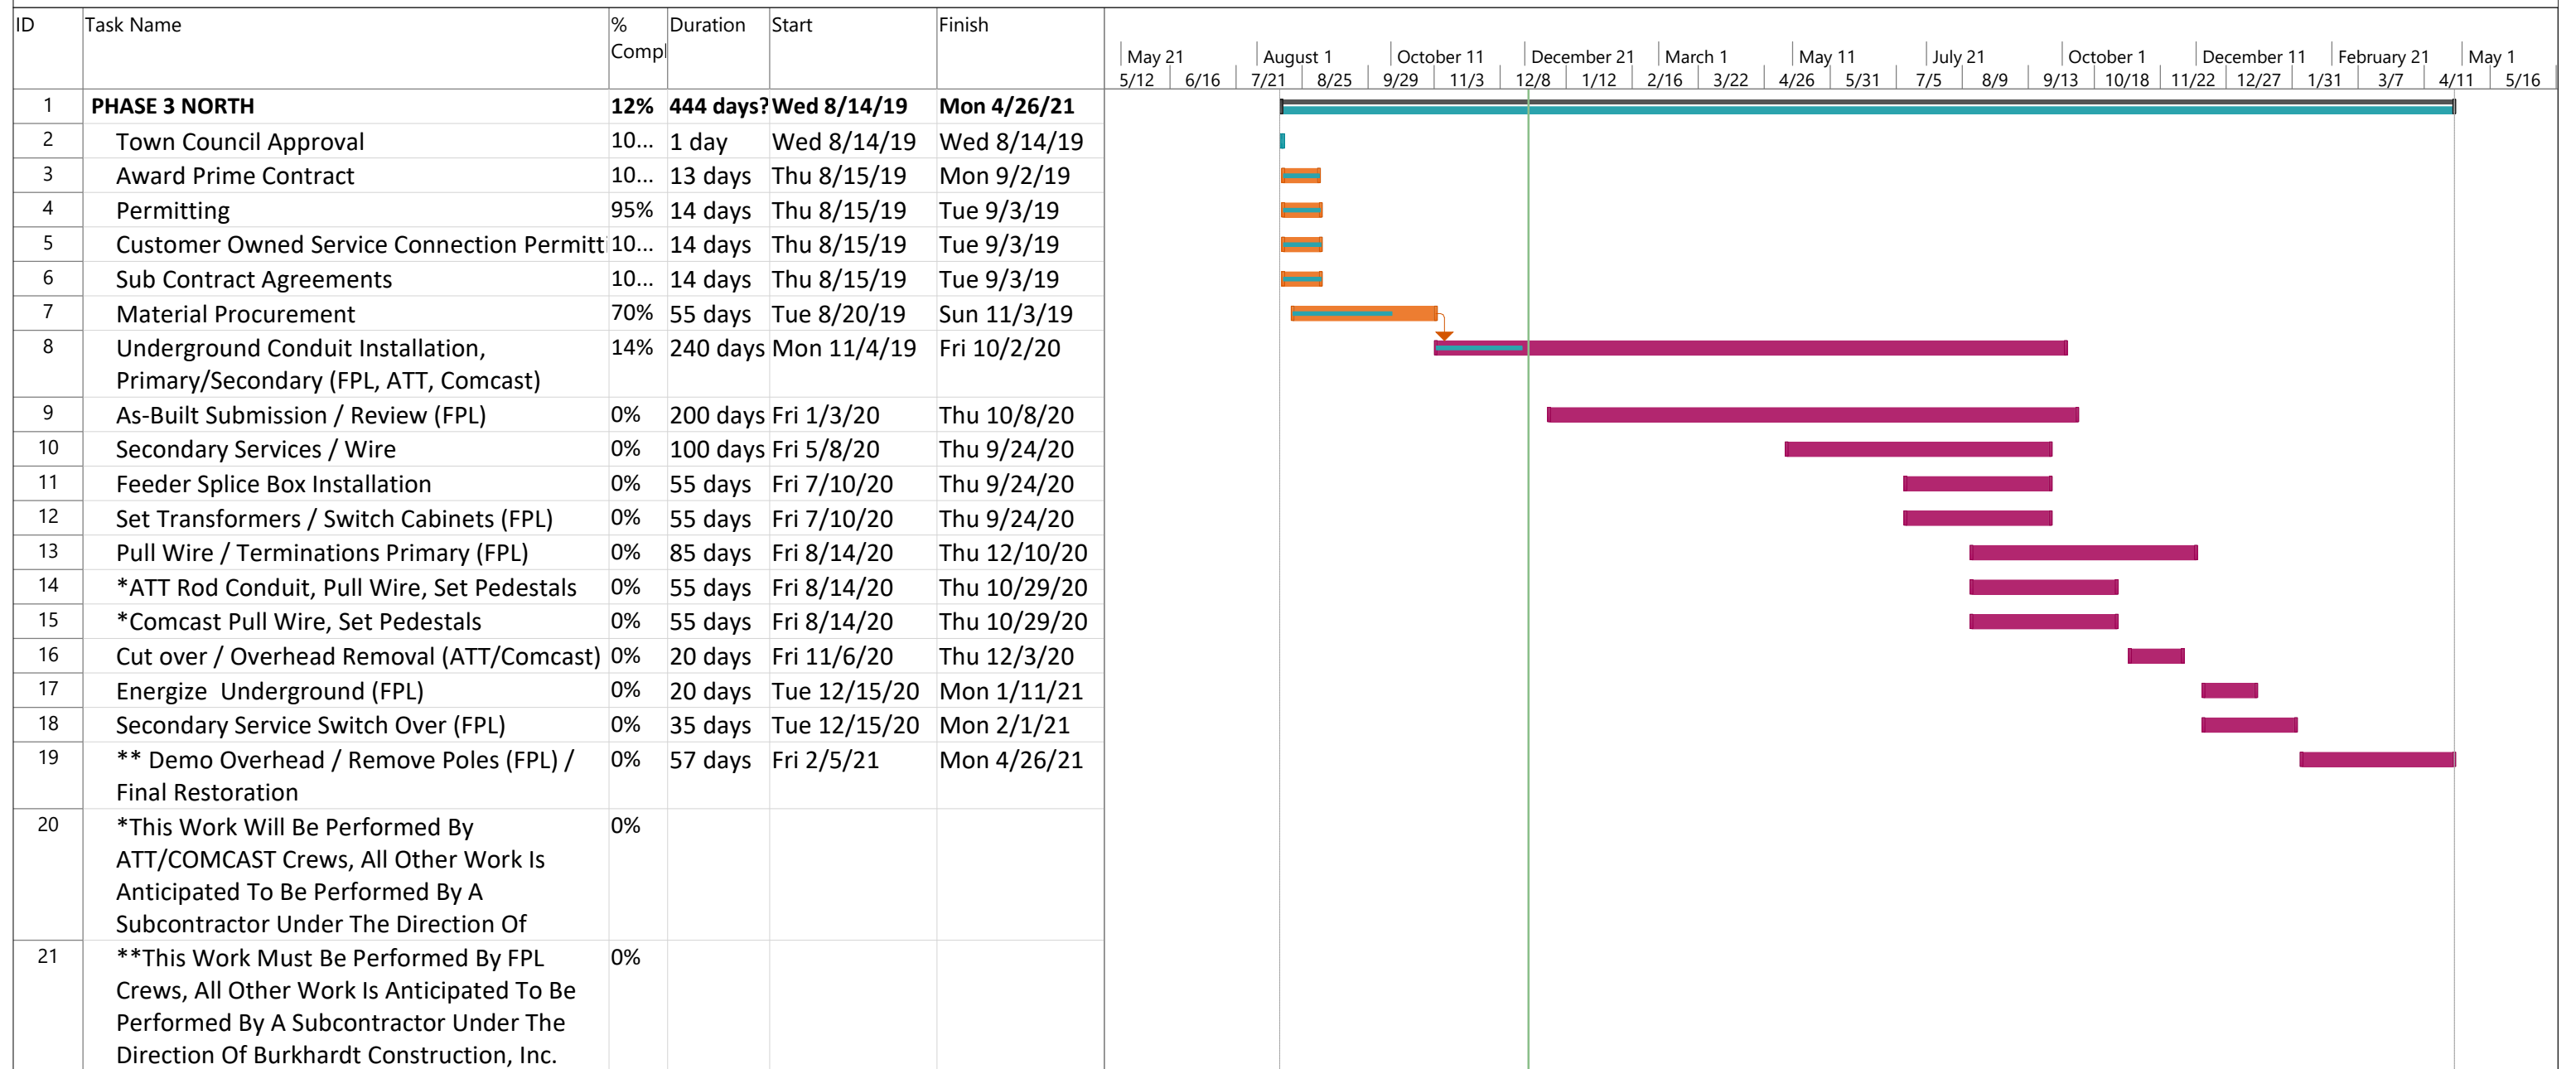 ID Task Name % Compl Duration Start Finish
May 21 August 1 October 11 December 21 March 1 May 11 July 21 October 1 December 11 February 21 May 1
5/12 6/16 7/21 8/25 9/29 11/3 12/8 1/12 2/16 3/22 4/26 5/31 7/5 8/9 9/13 10/18 11/22 12/27 1/31 3/7 4/11 5/16
1 PHASE 3 NORTH 12% 444 days? Wed 8/14/19 Mon 4/26/21
2 Town Council Approval 10... 1 day Wed 8/14/19 Wed 8/14/19
3 Award Prime Contract 10... 13 days Thu 8/15/19 Mon 9/2/19
4 Permitting 95% 14 days Thu 8/15/19 Tue 9/3/19
5 Customer Owned Service Connection Permitti 10... 14 days Thu 8/15/19 Tue 9/3/19
6 Sub Contract Agreements 10... 14 days Thu 8/15/19 Tue 9/3/19
7 Material Procurement 70% 55 days Tue 8/20/19 Sun 11/3/19
8 Underground Conduit Installation, 14% 240 days Mon 11/4/19 Fri 10/2/20
Primary/Secondary (FPL, ATT, Comcast)
9 As-Built Submission / Review (FPL) 0% 200 days Fri 1/3/20 Thu 10/8/20
10 Secondary Services / Wire 0% 100 days Fri 5/8/20 Thu 9/24/20
11 Feeder Splice Box Installation 0% 55 days Fri 7/10/20 Thu 9/24/20
12 Set Transformers / Switch Cabinets (FPL) 0% 55 days Fri 7/10/20 Thu 9/24/20
13 Pull Wire / Terminations Primary (FPL) 0% 85 days Fri 8/14/20 Thu 12/10/20
14 *ATT Rod Conduit, Pull Wire, Set Pedestals 0% 55 days Fri 8/14/20 Thu 10/29/20
15 *Comcast Pull Wire, Set Pedestals 0% 55 days Fri 8/14/20 Thu 10/29/20
16 Cut over / Overhead Removal (ATT/Comcast) 0% 20 days Fri 11/6/20 Thu 12/3/20
17 Energize  Underground (FPL) 0% 20 days Tue 12/15/20 Mon 1/11/21
18 Secondary Service Switch Over (FPL) 0% 35 days Tue 12/15/20 Mon 2/1/21
19 ** Demo Overhead / Remove Poles (FPL) / 0% 57 days Fri 2/5/21 Mon 4/26/21
Final Restoration
20 *This Work Will Be Performed By 0%
ATT/COMCAST Crews, All Other Work Is
Anticipated To Be Performed By A
Subcontractor Under The Direction Of
21 **This Work Must Be Performed By FPL 0%
Crews, All Other Work Is Anticipated To Be
Performed By A Subcontractor Under The
Direction Of Burkhardt Construction, Inc.